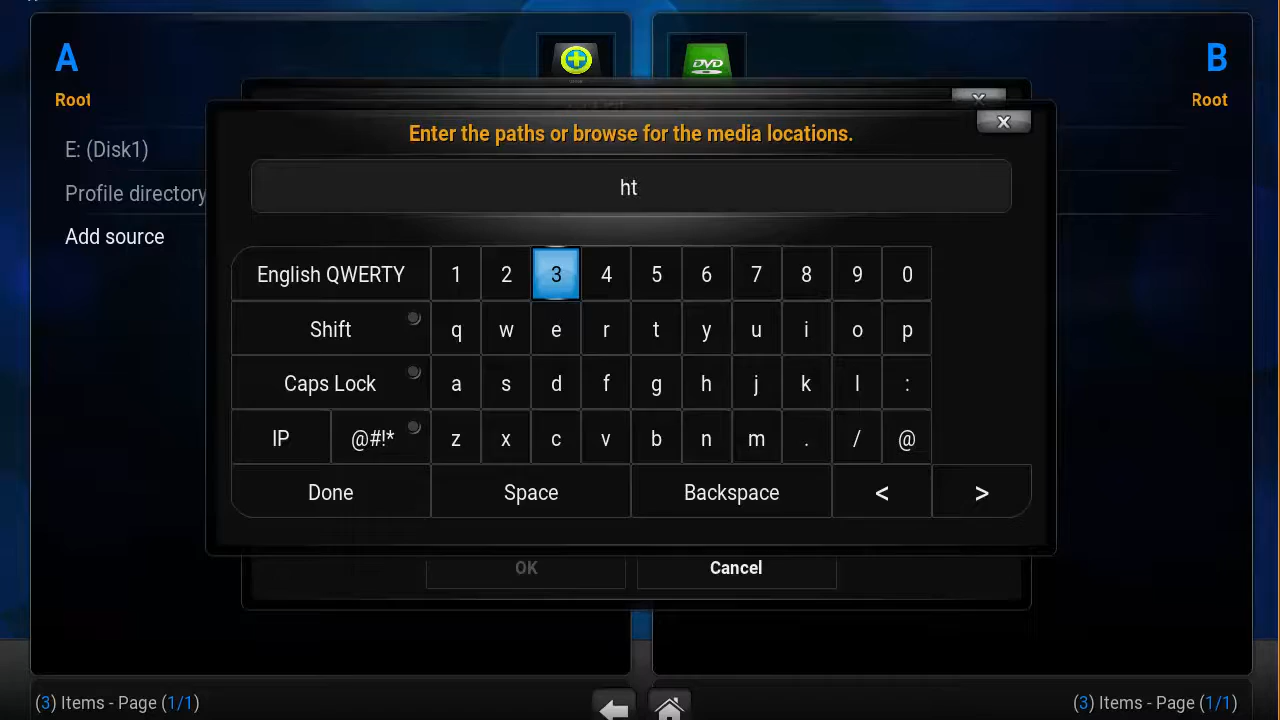 A
B
DVD
Root
Root
Enter the paths or browse for the media locations.
E: (Disk1)
ht
Profile directory
Add source
English QWERTY 1 2 3 4 5 6 7 8 9 0
Shift q w e r t y u i o p
Caps Lock a s d f g h j k l :
IP @#!* z x c v b n m . / @
Done Space Backspace < >
OK Cancel
(3) Items - Page (1/1)
(3) Items - Page (1/1)